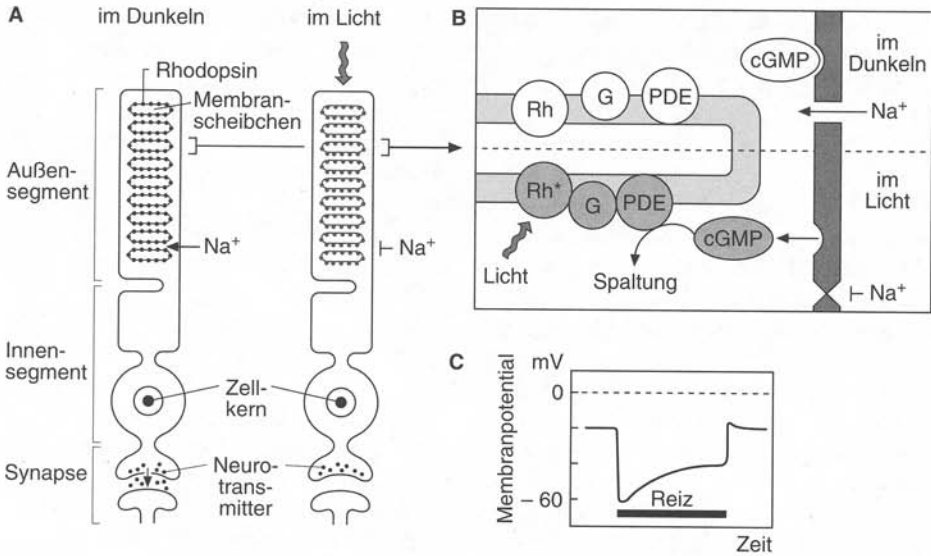 A
im Dunkeln
im Licht
Rhodopsin
Membran-
scheibchen
Außen-
segment
Na⁺
Na⁺
Innen-
segment
Zell-
kern
Synapse
Neuro-
trans-
mitter
B
cGMP
im
Dunkeln
Rh
G
PDE
Na⁺
im
Licht
Rh*
G
PDE
cGMP
Licht
Spaltung
Na⁺
C
mV
Membranpotential
0
– 60
Reiz
Zeit